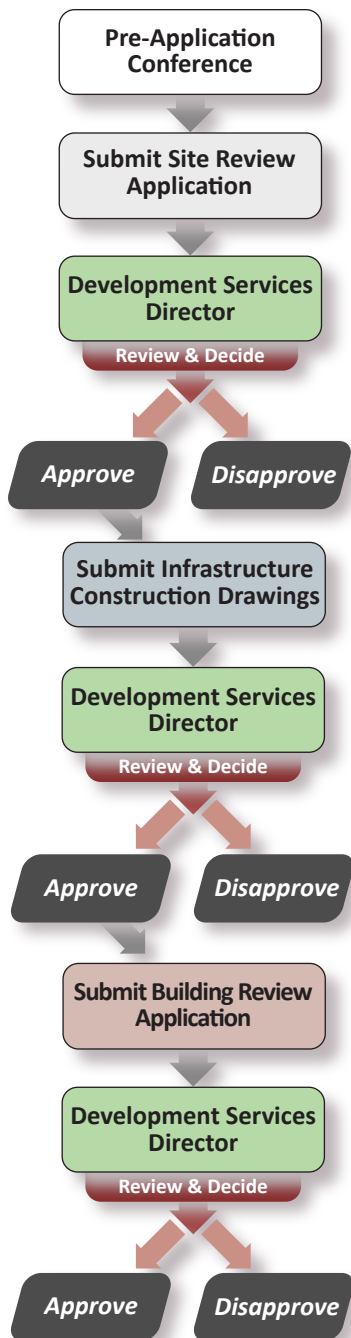 Pre-Application
Conference
Submit Site Review
Application
Development Services
Director
Review & Decide
Approve
Disapprove
Submit Infrastructure
Construction Drawings
Development Services
Director
Review & Decide
Approve
Disapprove
Submit Building Review
Application
Development Services
Director
Review & Decide
Approve
Disapprove